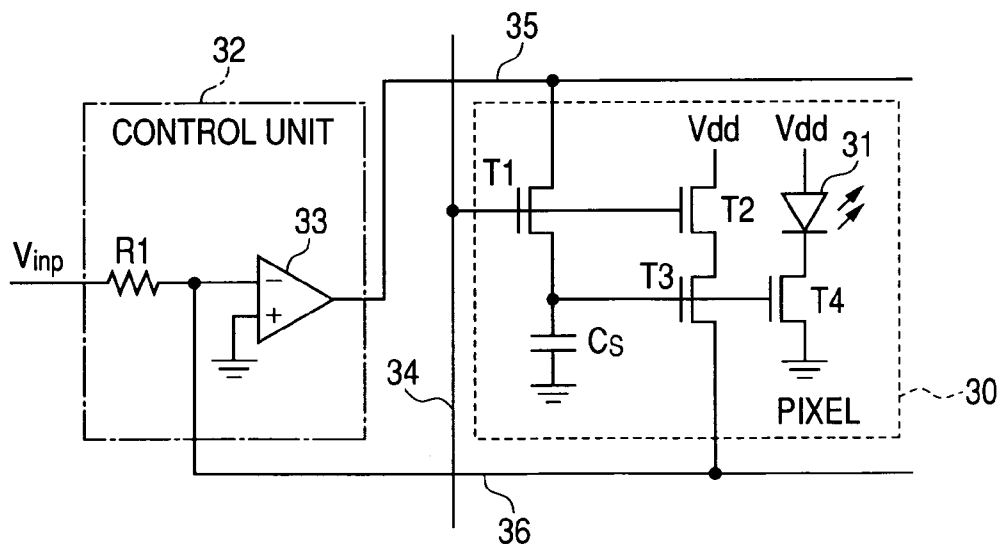 35
32
CONTROL UNIT
Vdd
Vdd
31
T1
T2
33
Vinp
R1
−
+
T3
T4
CS
34
30
PIXEL
36